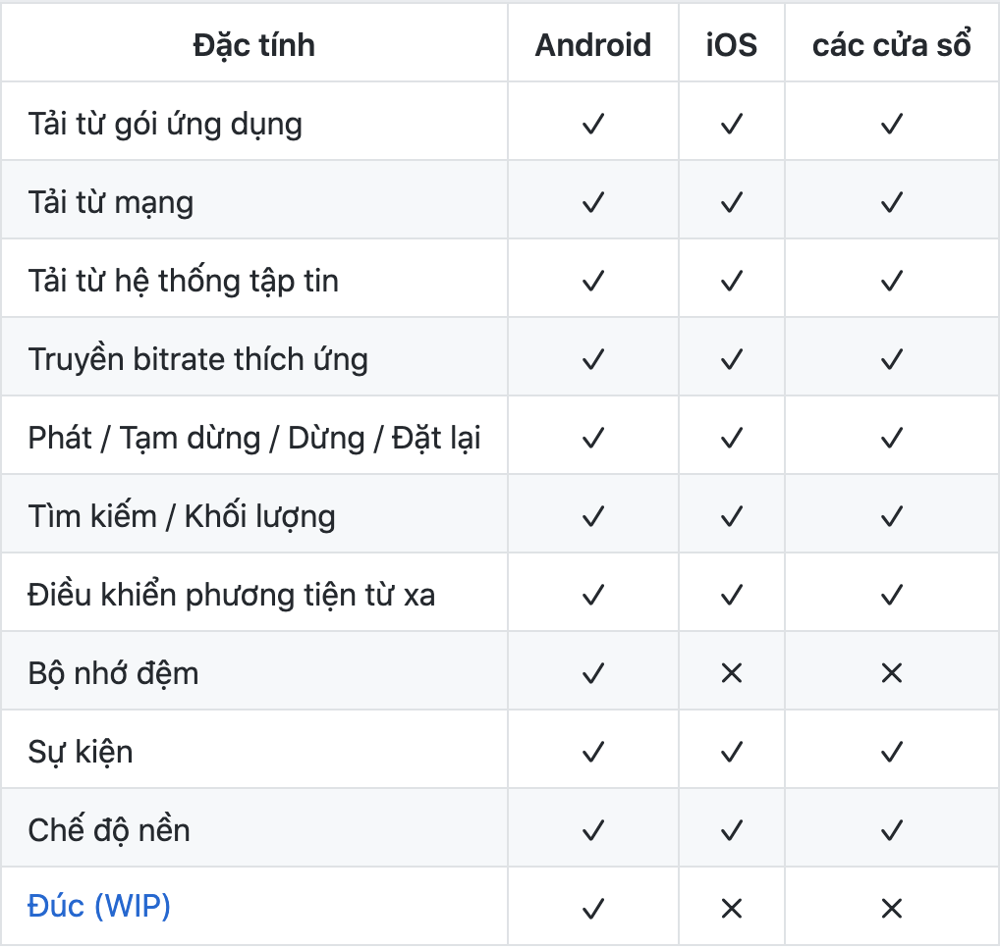 Đặc tính Android iOS các cửa sổ
Tải từ gói ứng dụng ✓ ✓ ✓
Tải từ mạng ✓ ✓ ✓
Tải từ hệ thống tập tin ✓ ✓ ✓
Truyền bitrate thích ứng ✓ ✓ ✓
Phát / Tạm dừng / Dừng / Đặt lại ✓ ✓ ✓
Tìm kiếm / Khối lượng ✓ ✓ ✓
Điều khiển phương tiện từ xa ✓ ✓ ✓
Bộ nhớ đệm ✓ ✕ ✕
Sự kiện ✓ ✓ ✓
Chế độ nền ✓ ✓ ✓
Đúc (WIP) ✓ ✕ ✕